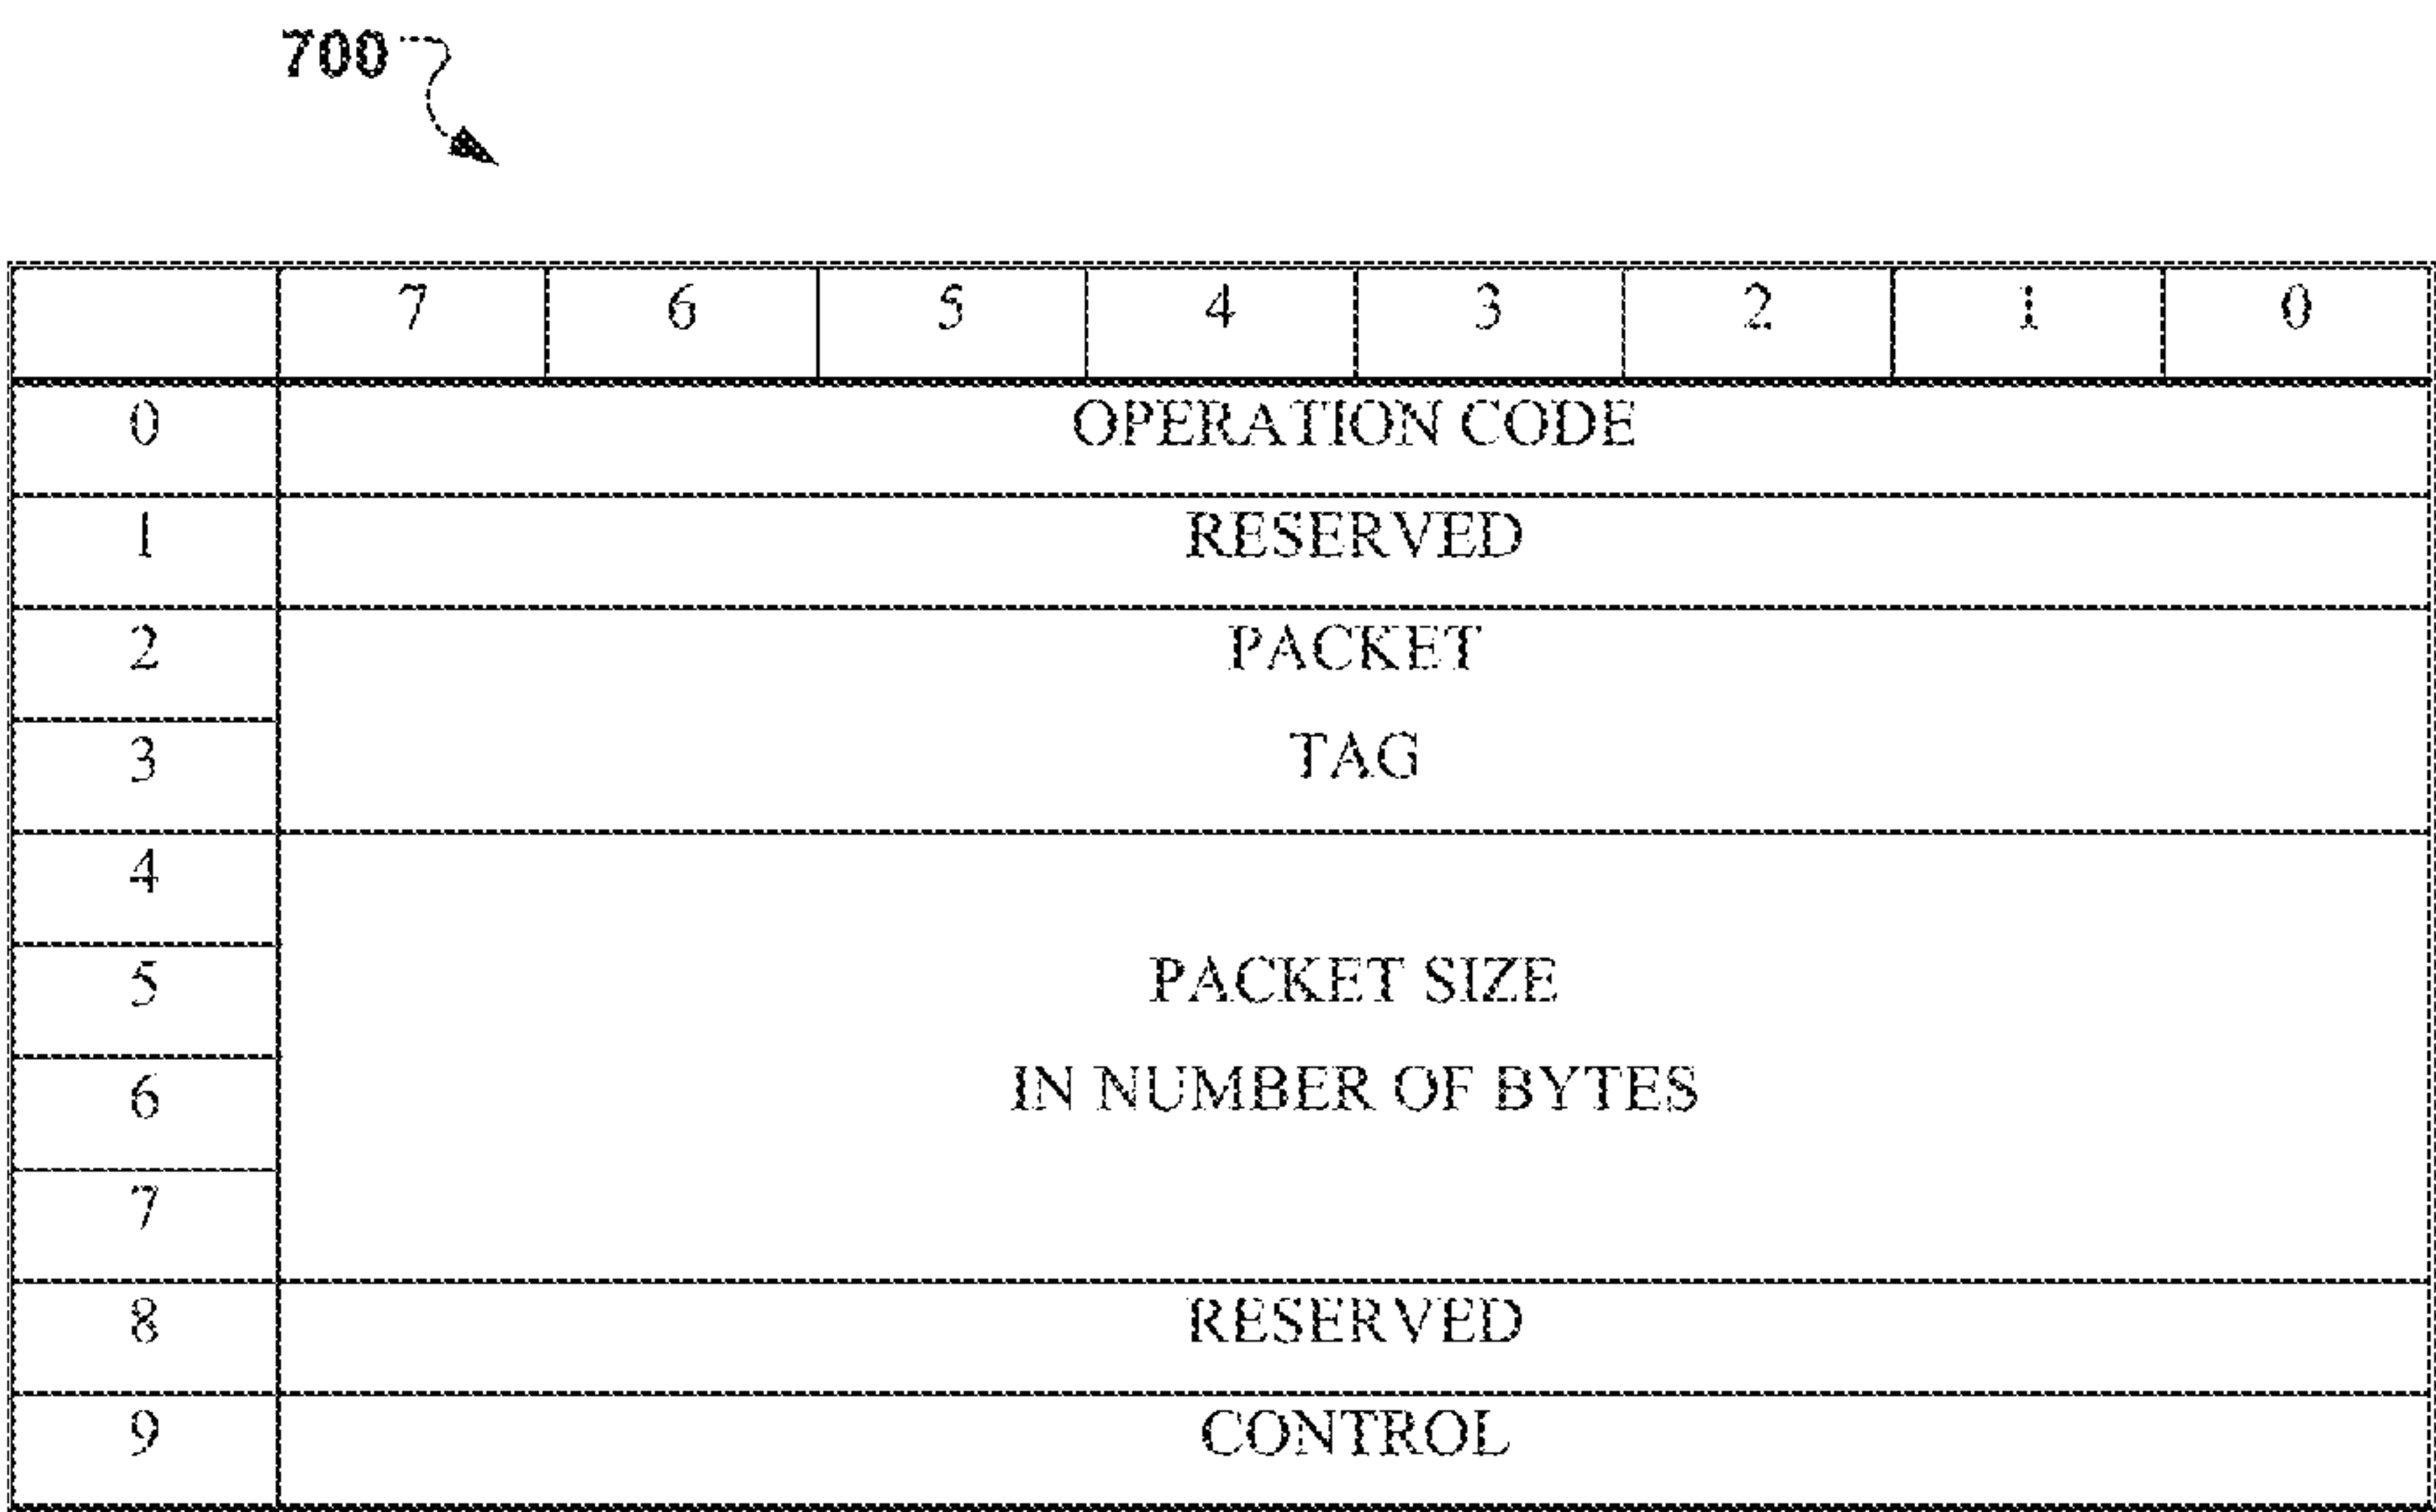 700
7 6 5 4 3 2 1 0
0 OPERATION CODE
1 RESERVED
2 PACKET
3 TAG
4
5 PACKET SIZE
6 IN NUMBER OF BYTES
7
8 RESERVED
9 CONTROL